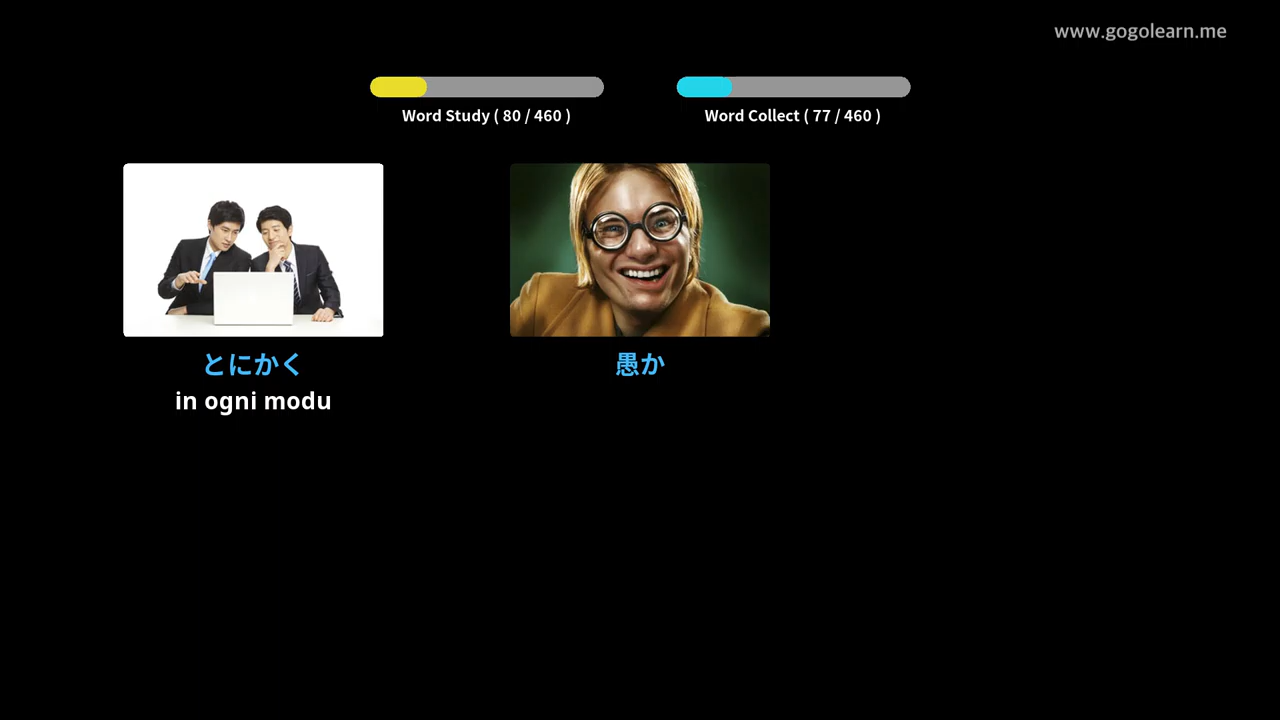 www.gogolearn.me
Word Study ( 80 / 460 )
Word Collect ( 77 / 460 )
とにかく
in ogni modu
愚か